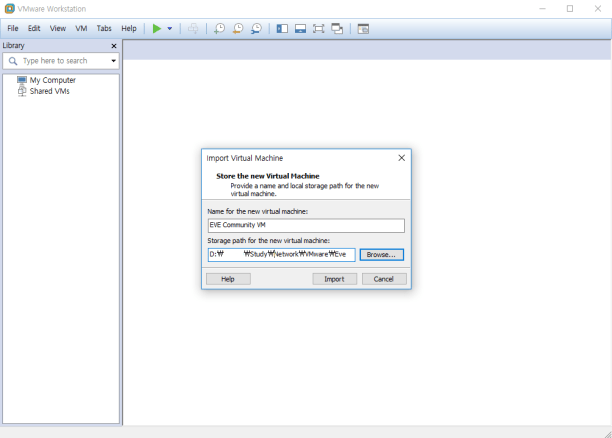 VMware Workstation
File Edit View VM Tabs Help
Library
Type here to search
My Computer
Shared VMs
Import Virtual Machine
Store the new Virtual Machine
Provide a name and local storage path for the new
virtual machine.
Name for the new virtual machine:
EVE Community VM
Storage path for the new virtual machine:
D:₩ ₩Study₩Network₩VMware₩Eve
Browse...
Help Import Cancel